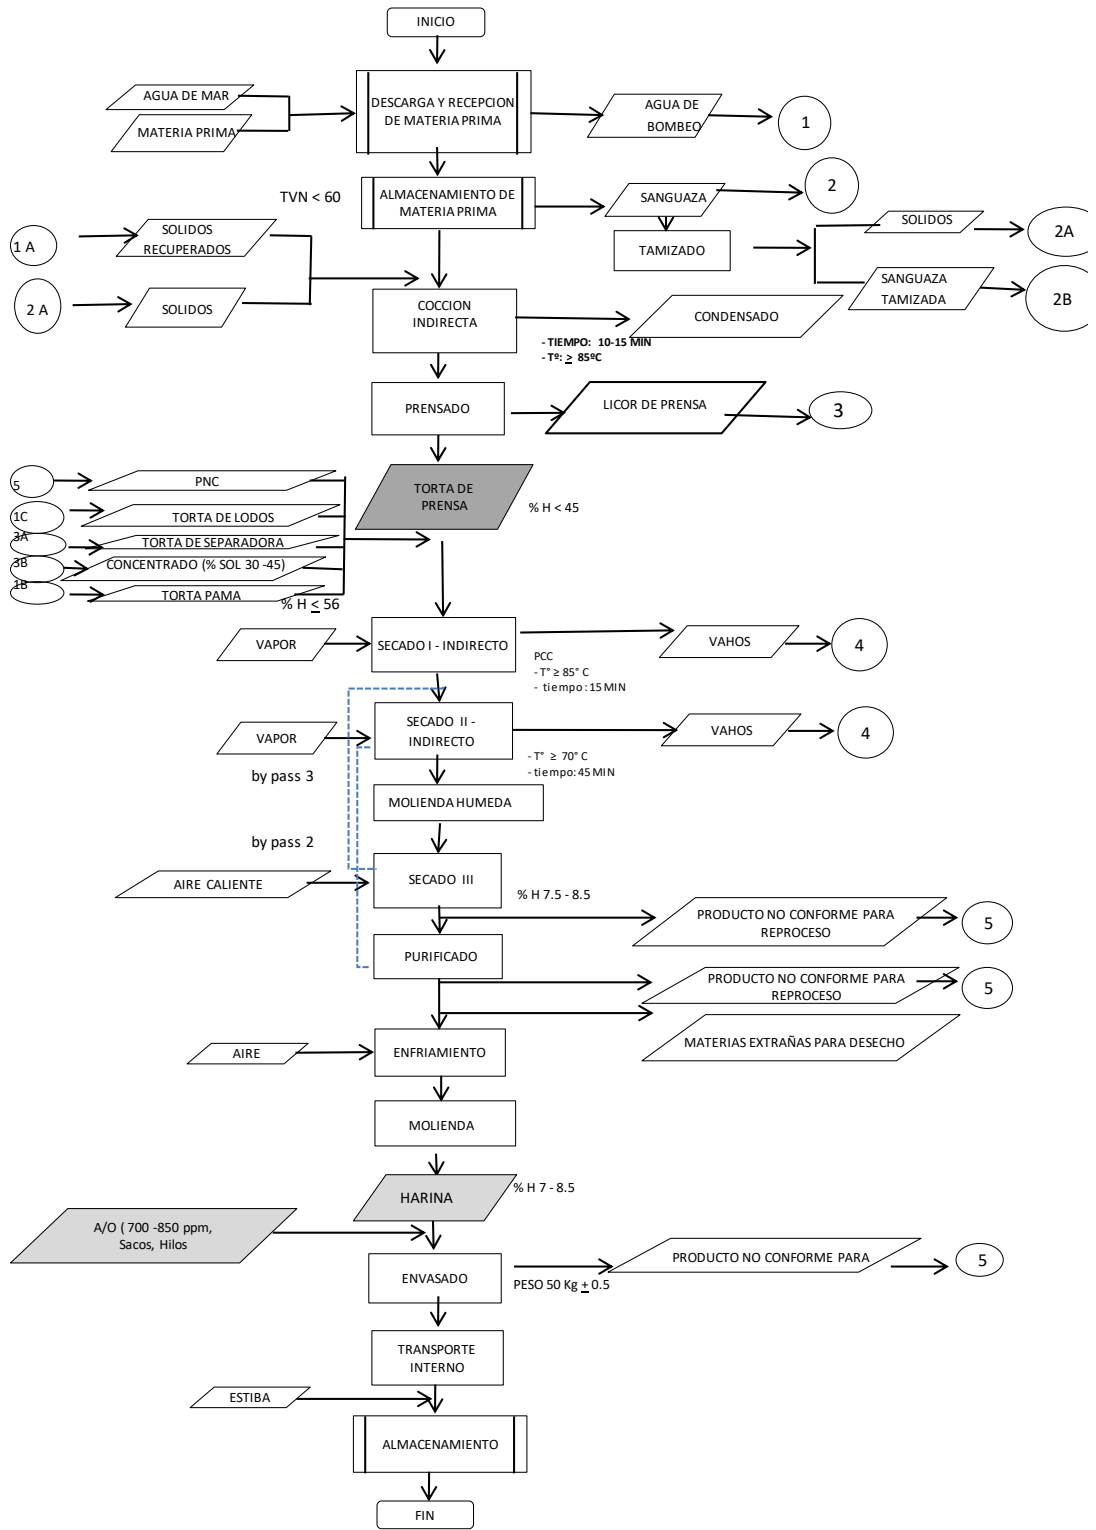 INICIO
AGUA DE MAR
MATERIA PRIMA
DESCARGA Y RECEPCION
DE MATERIA PRIMA
AGUA DE
BOMBEO
1
TVN < 60
ALMACENAMIENTO DE
MATERIA PRIMA
SANGUAZA
2
TAMIZADO
SOLIDOS
2A
SANGUAZA
TAMIZADA
2B
1 A
SOLIDOS
RECUPERADOS
2 A
SOLIDOS
COCCION
INDIRECTA
CONDENSADO
- TIEMPO: 10-15 MIN
- Tº: ≥ 85ºC
PRENSADO
LICOR DE PRENSA
3
TORTA DE
PRENSA
% H < 45
5
PNC
1C
TORTA DE LODOS
3A
TORTA DE SEPARADORA
3B
CONCENTRADO (% SOL 30 -45)
1B
TORTA PAMA
% H ≤ 56
VAPOR
SECADO I - INDIRECTO
VAHOS
4
PCC
- T° ≥ 85° C
- tiempo: 15 MIN
VAPOR
SECADO II -
INDIRECTO
VAHOS
4
- T° ≥ 70° C
- tiempo: 45 MIN
by pass 3
MOLIENDA HUMEDA
by pass 2
AIRE CALIENTE
SECADO III
% H 7.5 - 8.5
PRODUCTO NO CONFORME PARA
REPROCESO
5
PURIFICADO
PRODUCTO NO CONFORME PARA
REPROCESO
5
MATERIAS EXTRAÑAS PARA DESECHO
AIRE
ENFRIAMIENTO
MOLIENDA
HARINA
% H 7 - 8.5
A/O ( 700 -850 ppm,
Sacos, Hilos
ENVASADO
PRODUCTO NO CONFORME PARA
5
PESO 50 Kg ± 0.5
TRANSPORTE
INTERNO
ESTIBA
ALMACENAMIENTO
FIN